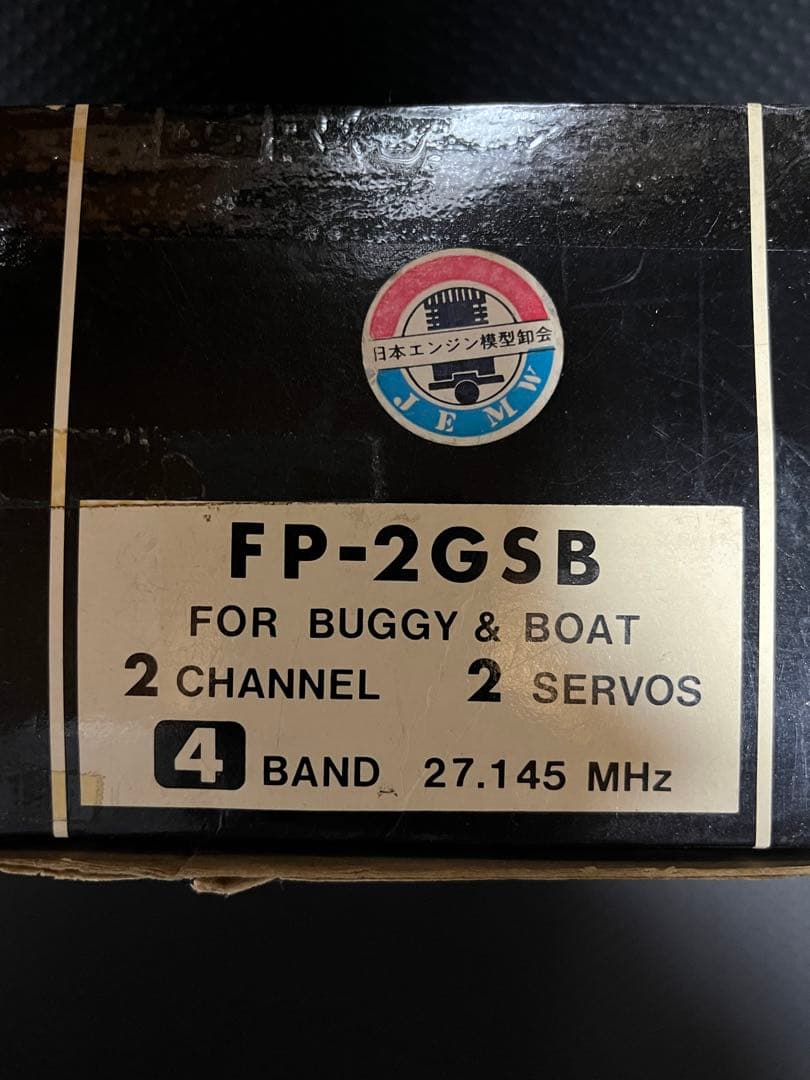 日本エンジン模型卸会
JEMW
FP-2GSB
FOR BUGGY & BOAT
2 CHANNEL 2 SERVOS
4 BAND 27.145 MHz